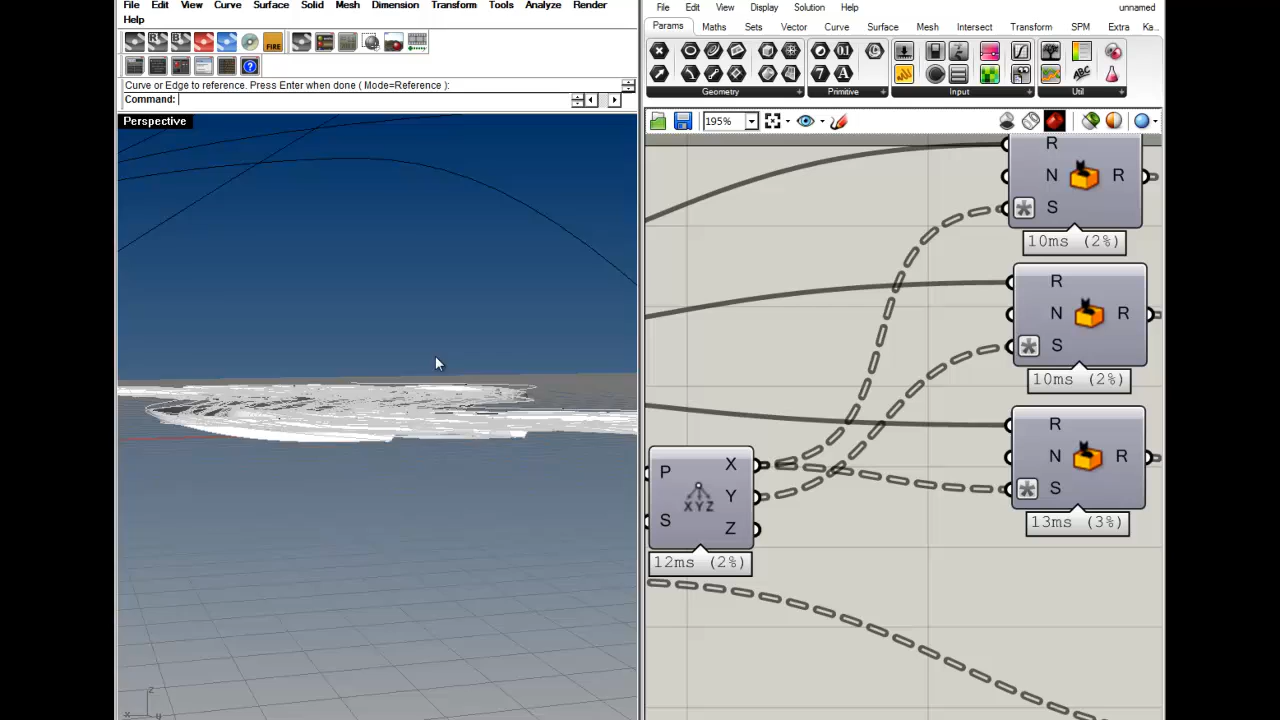 File Edit View Curve Surface Solid Mesh Dimension Transform Tools Analyze Render
Help
FIRE
Curve or Edge to reference. Press Enter when done ( Mode=Reference ):
Command:
Perspective
z
x
y
File Edit View Display Solution Help
unnamed
Params Maths Sets Vector Curve Surface Mesh Intersect Transform SPM Extra Ka...
Geometry
Primitive
Input
Util
195%
R
N R
S
10ms (2%)
R
N R
S
10ms (2%)
R
N R
S
13ms (3%)
P X
XYZ Y
S Z
12ms (2%)